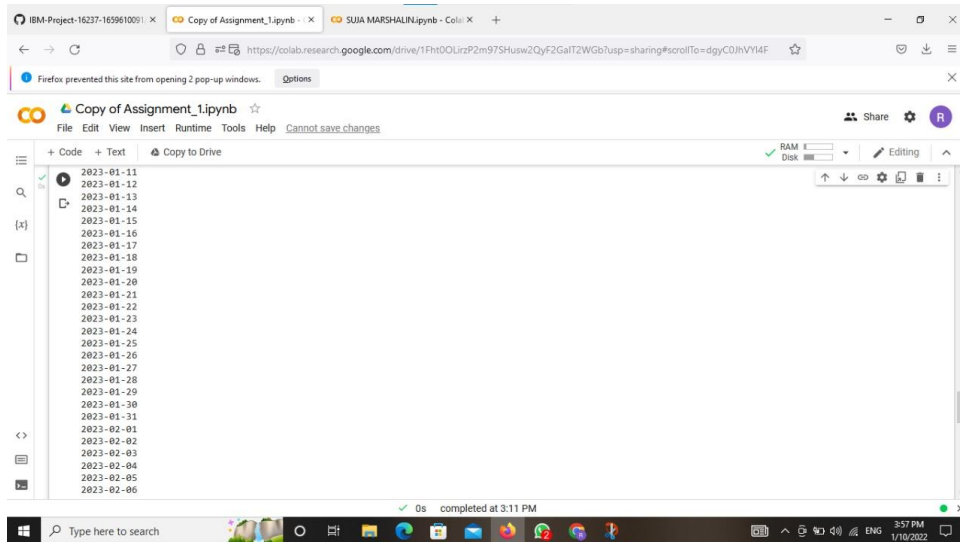 IBM-Project-16237-1659610091
Copy of Assignment_1.ipynb -
SUJA MARSHALIN.ipynb - Colal
https://colab.research.google.com/drive/1Fht0OLirzP2m97SHusw2QyF2GalT2WGb?usp=sharing#scrollTo=dgyC0JhVYl4F
Firefox prevented this site from opening 2 pop-up windows. Options
CO Copy of Assignment_1.ipynb
File Edit View Insert Runtime Tools Help Cannot save changes
Share R
+ Code + Text Copy to Drive
RAM
Disk
Editing
2023-01-11
2023-01-12
2023-01-13
2023-01-14
2023-01-15
2023-01-16
2023-01-17
2023-01-18
2023-01-19
2023-01-20
2023-01-21
2023-01-22
2023-01-23
2023-01-24
2023-01-25
2023-01-26
2023-01-27
2023-01-28
2023-01-29
2023-01-30
2023-01-31
2023-02-01
2023-02-02
2023-02-03
2023-02-04
2023-02-05
2023-02-06
0s
{x}
0s completed at 3:11 PM
Type here to search
ENG
3:57 PM
1/10/2022